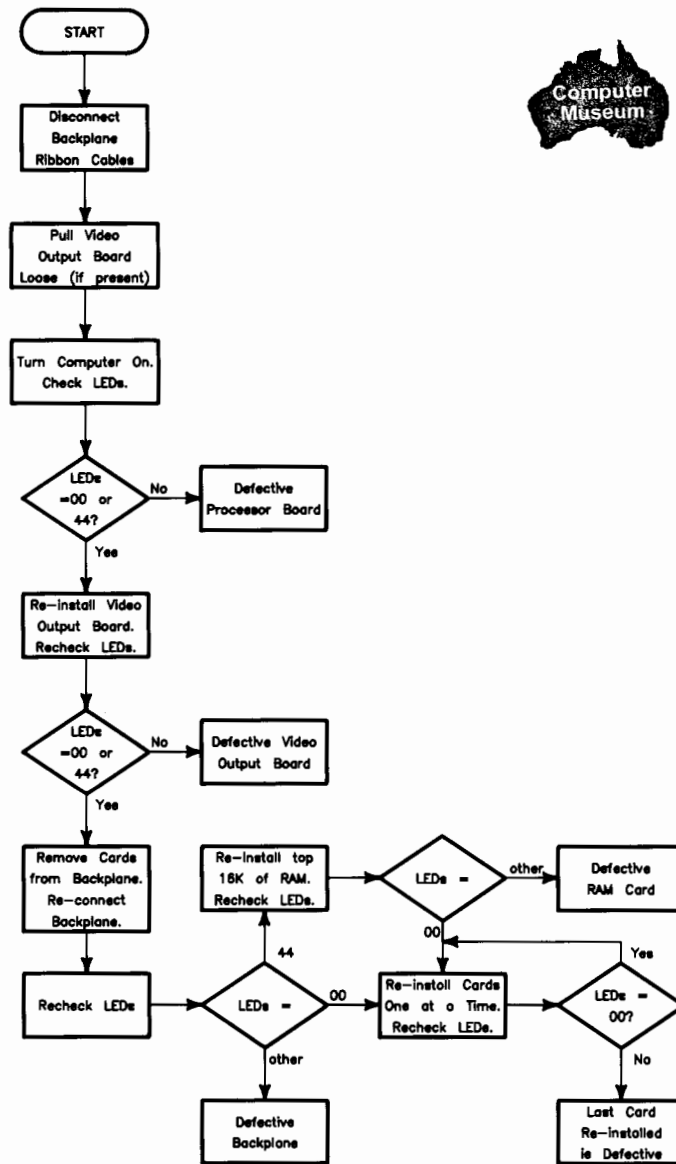 START
Computer
Museum
Disconnect
Backplane
Ribbon Cables
Pull Video
Output Board
Loose (if present)
Turn Computer On.
Check LEDs.
LEDs
=00 or
44?
No
Defective
Processor Board
Yes
Re-install Video
Output Board.
Recheck LEDs.
LEDs
=00 or
44?
No
Defective Video
Output Board
Yes
Remove Cards
from Backplane.
Re-connect
Backplane.
Re-install top
16K of RAM.
Recheck LEDs.
LEDs =
other
Defective
RAM Card
00
44
Yes
Recheck LEDs
LEDs =
00
Re-install Cards
One at a Time.
Recheck LEDs.
LEDs =
00?
other
No
Defective
Backplane
Last Card
Re-installed
is Defective